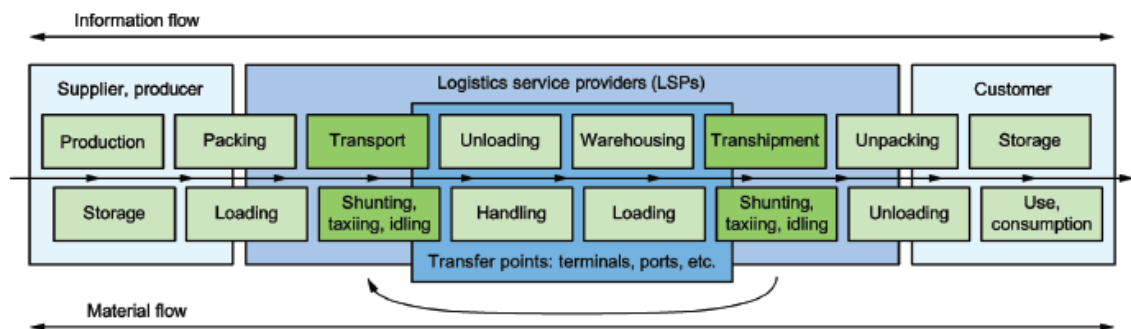 Information flow
Supplier, producer
Logistics service providers (LSPs)
Customer
Production
Packing
Transport
Unloading
Warehousing
Transhipment
Unpacking
Storage
Storage
Loading
Shunting,
taxiing, idling
Handling
Loading
Shunting,
taxiing, idling
Unloading
Use,
consumption
Transfer points: terminals, ports, etc.
Material flow